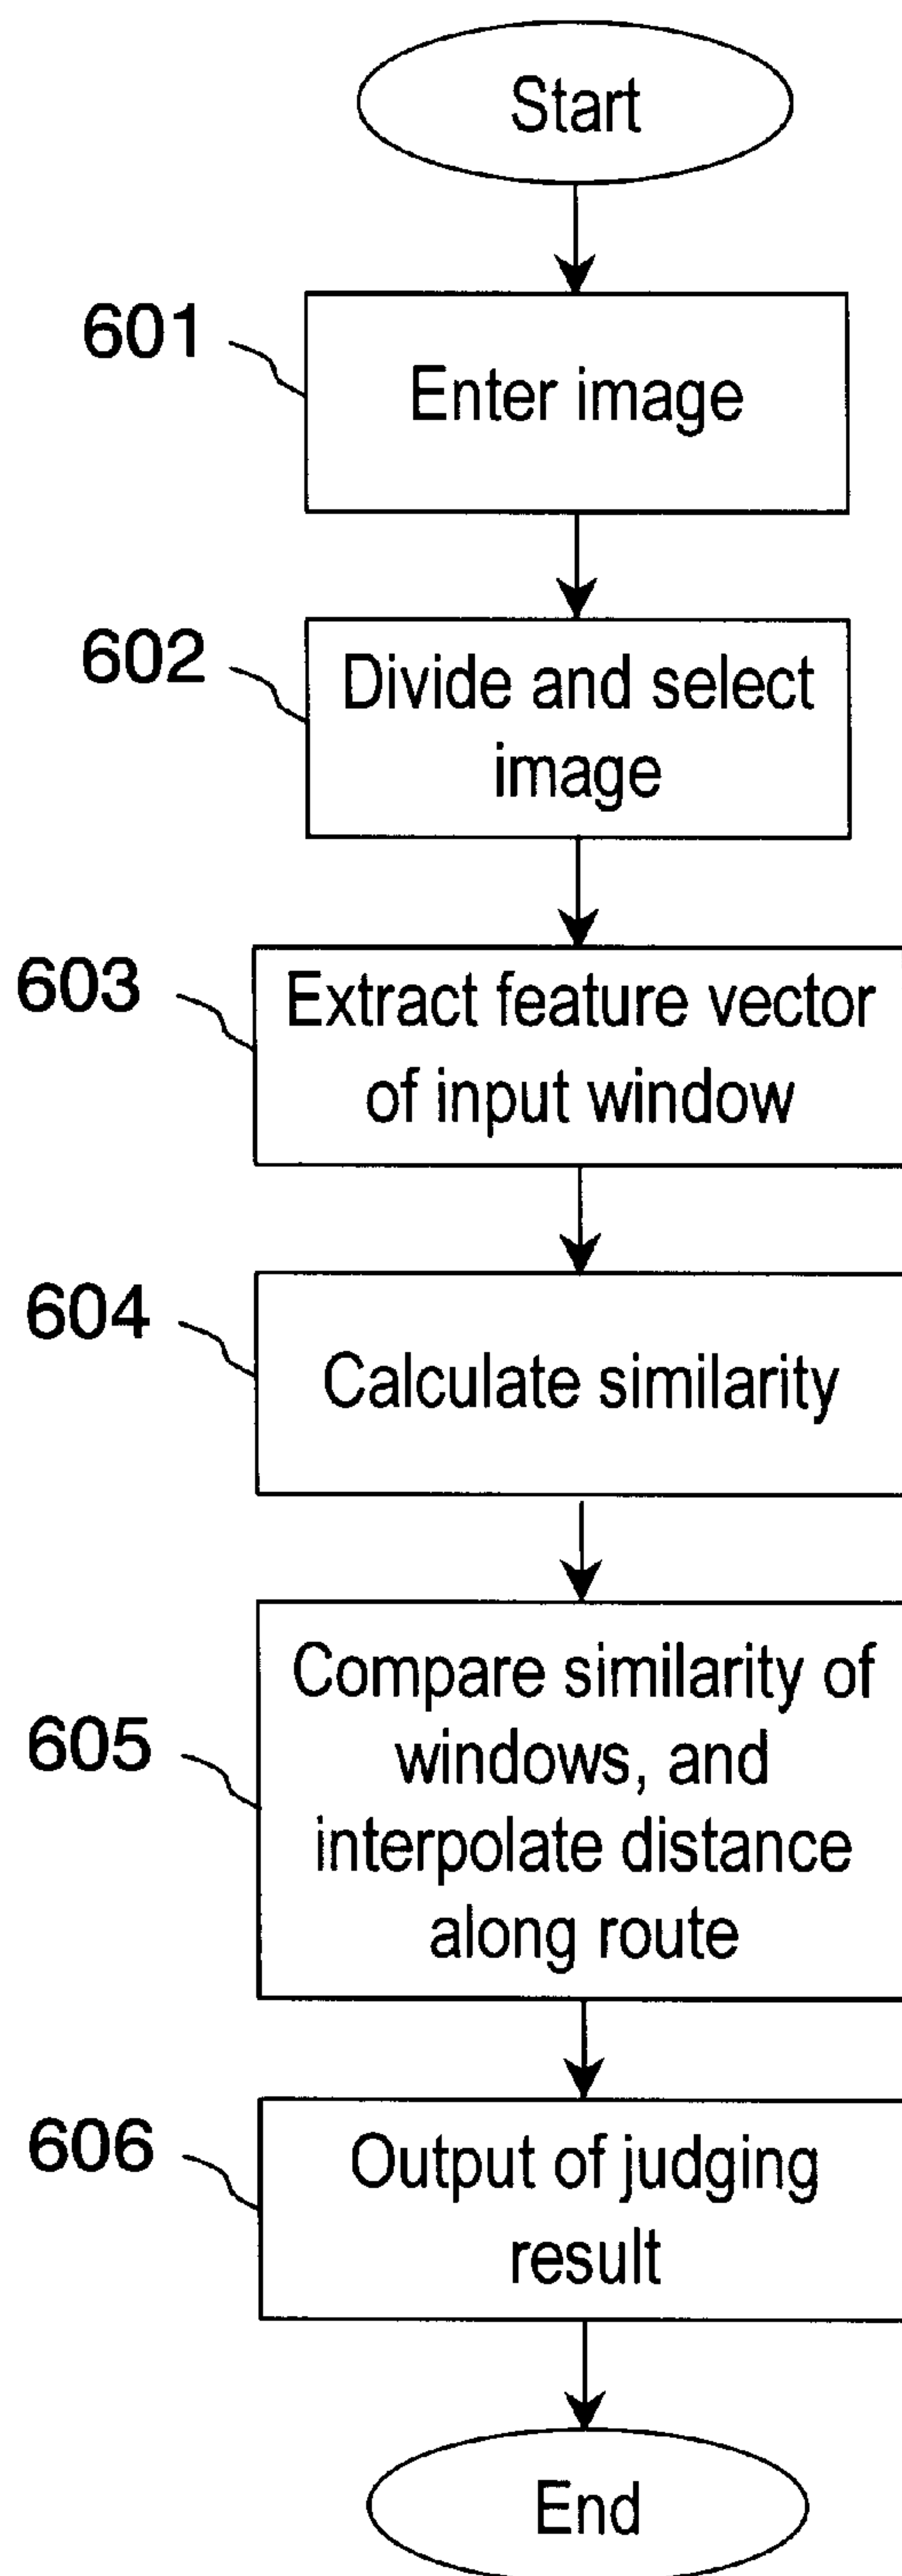 Start
601
Enter image
602
Divide and select
image
603
Extract feature vector
of input window
604
Calculate similarity
605
Compare similarity of
windows, and
interpolate distance
along route
606
Output of judging
result
End